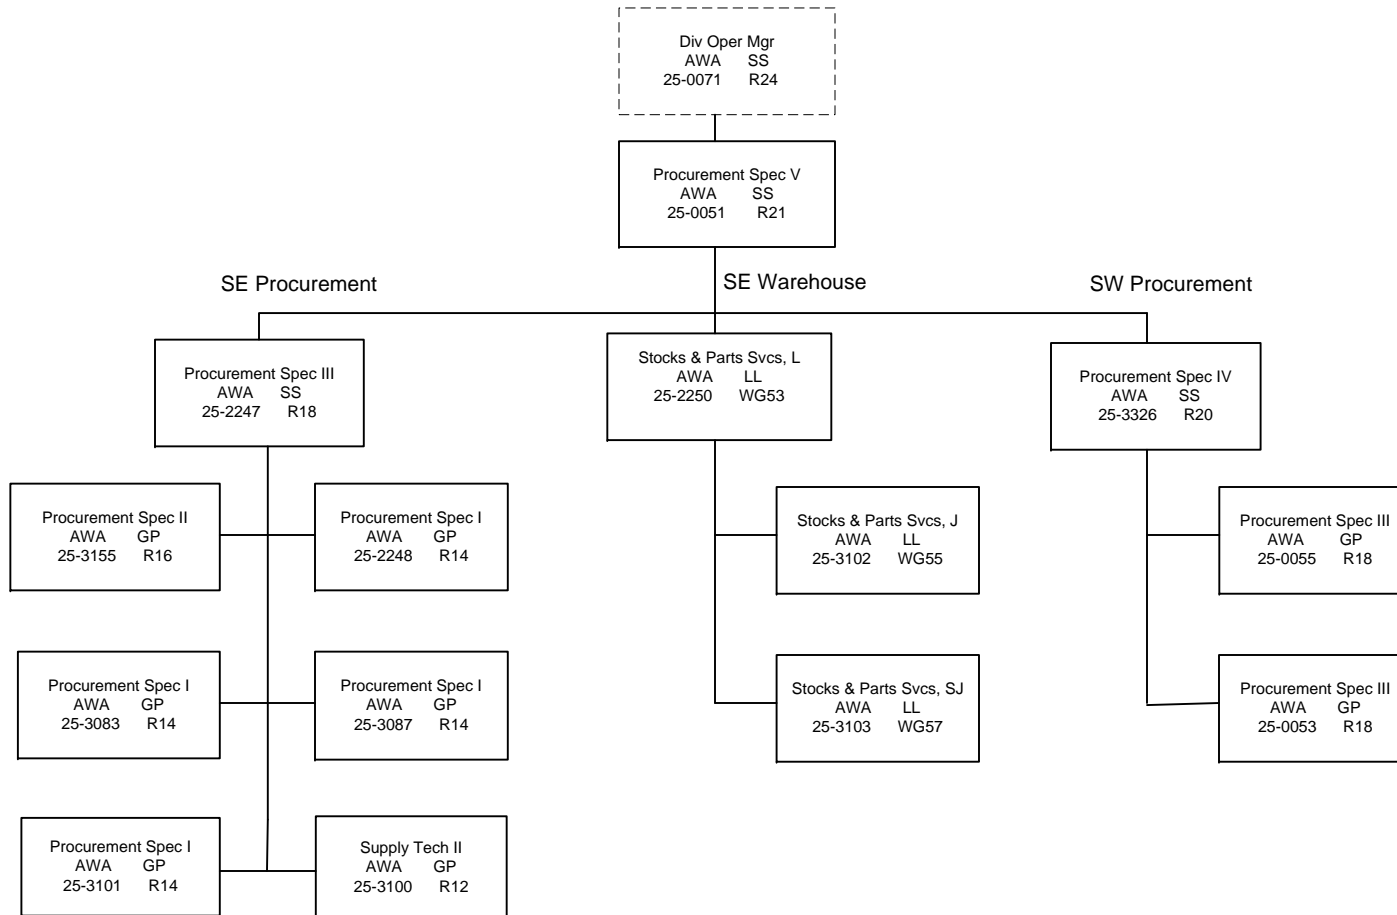 Div Oper Mgr
AWA SS
25-0071 R24
Procurement Spec V
AWA SS
25-0051 R21
SE Procurement
SE Warehouse
SW Procurement
Procurement Spec III
AWA SS
25-2247 R18
Stocks & Parts Svcs, L
AWA LL
25-2250 WG53
Procurement Spec IV
AWA SS
25-3326 R20
Procurement Spec II
AWA GP
25-3155 R16
Procurement Spec I
AWA GP
25-2248 R14
Stocks & Parts Svcs, J
AWA LL
25-3102 WG55
Procurement Spec III
AWA GP
25-0055 R18
Procurement Spec I
AWA GP
25-3083 R14
Procurement Spec I
AWA GP
25-3087 R14
Stocks & Parts Svcs, SJ
AWA LL
25-3103 WG57
Procurement Spec III
AWA GP
25-0053 R18
Procurement Spec I
AWA GP
25-3101 R14
Supply Tech II
AWA GP
25-3100 R12